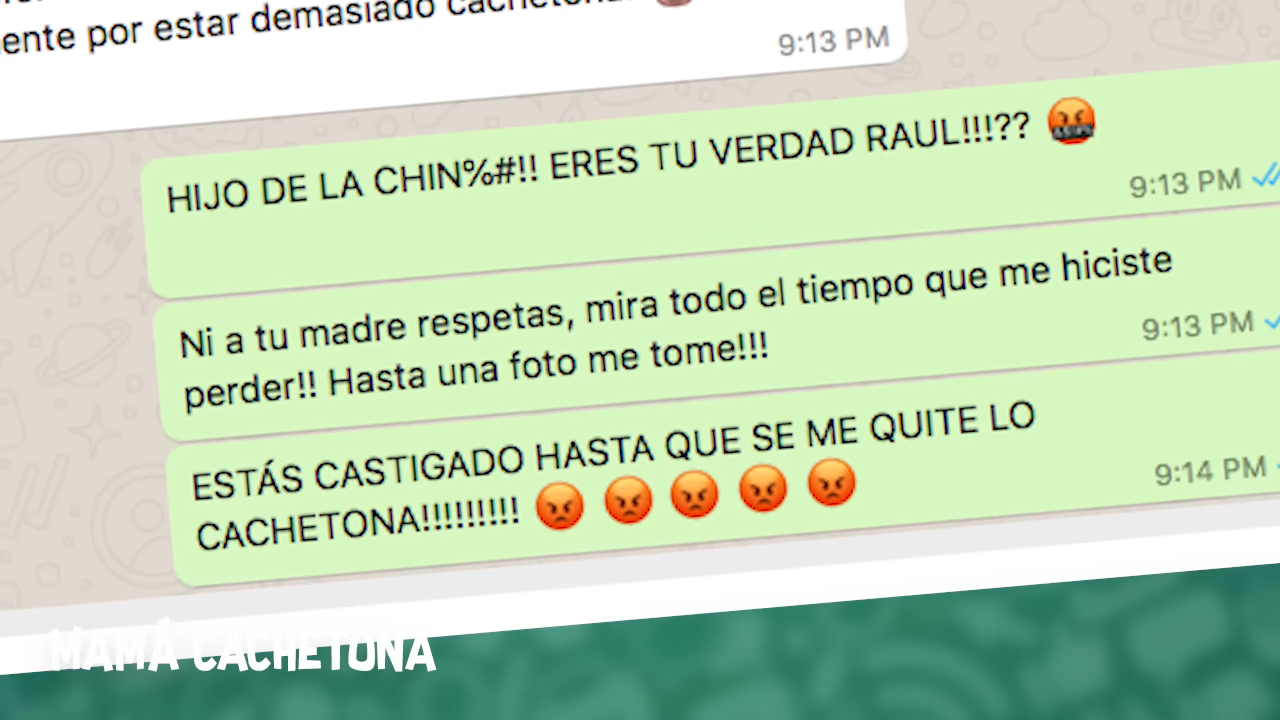 mente por estar demasiado cachetona.
9:13 PM
HIJO DE LA CHIN%#!! ERES TU VERDAD RAUL!!!?? 🤬
9:13 PM
Ni a tu madre respetas, mira todo el tiempo que me hiciste
perder!! Hasta una foto me tome!!!
9:13 PM
ESTÁS CASTIGADO HASTA QUE SE ME QUITE LO
CACHETONA!!!!!!!!! 😡 😡 😡 😡 😡
9:14 PM
MAMÁ CACHETONA